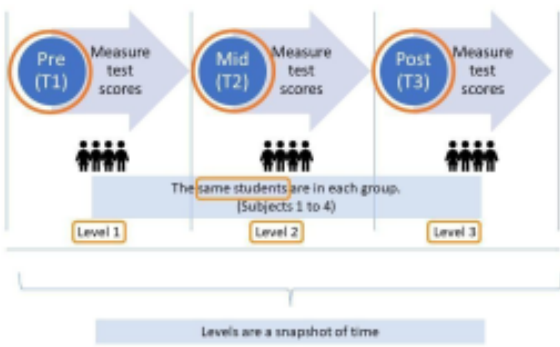 Pre
(T1)
Measure
test
scores
Mid
(T2)
Measure
test
scores
Post
(T3)
Measure
test
scores
The same students are in each group.
(Subjects 1 to 4)
Level 1
Level 2
Level 3
Levels are a snapshot of time